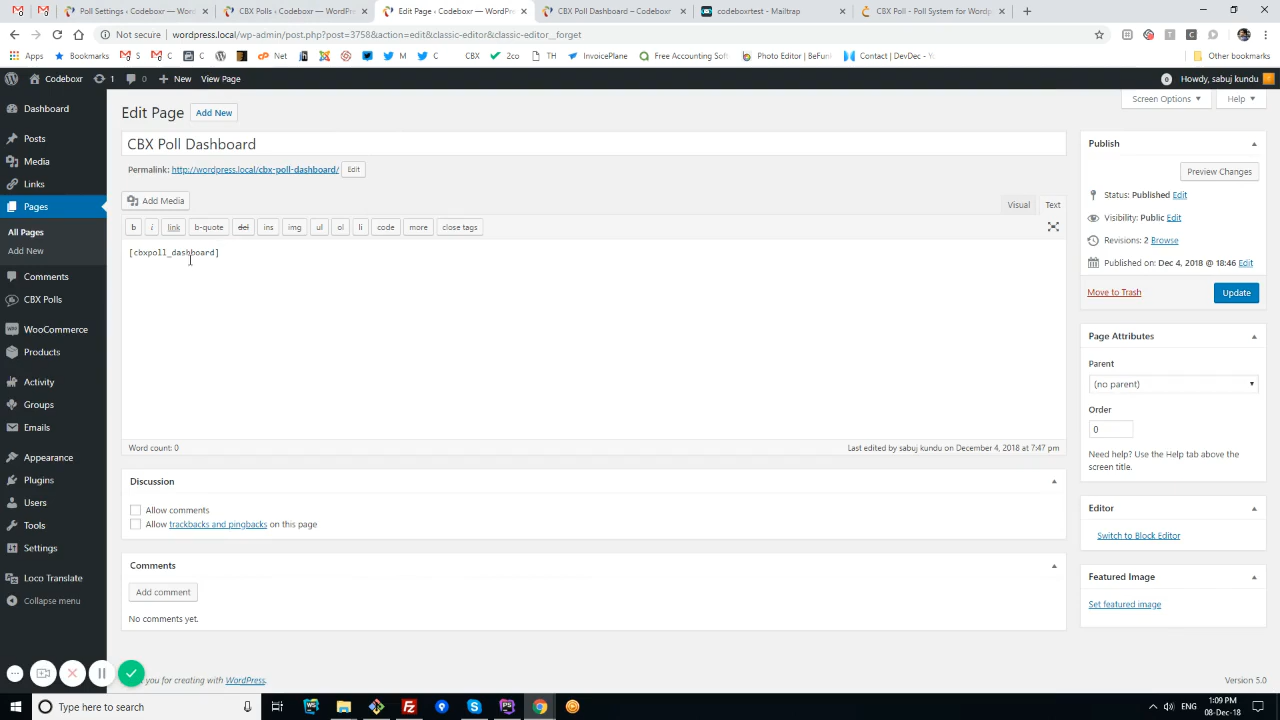 Poll Settings ‹ Codeboxr — WordPr
CBX Polls ‹ Codeboxr — WordPress
Edit Page ‹ Codeboxr — WordPress
CBX Poll Dashboard – Codeboxr
codeboxrtest - Mailtrap
CBX Poll - Poll System for WordPre
Not secure | wordpress.local/wp-admin/post.php?post=3758&action=edit&classic-editor&classic-editor__forget
Apps Bookmarks S S C Net T C CBX 2co TH InvoicePlane Free Accounting Soft Photo Editor | BeFun Contact | DevDec - Other bookmarks
Codeboxr 1 0 + New View Page Howdy, sabuj kundu
Dashboard
Posts
Media
Links
Pages
All Pages
Add New
Comments
CBX Polls
WooCommerce
Products
Activity
Groups
Emails
Appearance
Plugins
Users
Tools
Settings
Loco Translate
Collapse menu
Screen Options Help
Edit Page Add New
CBX Poll Dashboard
Permalink: http://wordpress.local/cbx-poll-dashboard/ Edit
Add Media
Visual Text
b i link b-quote del ins img ul ol li code more close tags
[cbxpoll_dashboard]
Word count: 0 Last edited by sabuj kundu on December 4, 2018 at 7:47 pm
Discussion
Allow comments
Allow trackbacks and pingbacks on this page
Comments
Add comment
No comments yet.
Publish
Preview Changes
Status: Published Edit
Visibility: Public Edit
Revisions: 2 Browse
Published on: Dec 4, 2018 @ 18:46 Edit
Move to Trash Update
Page Attributes
Parent
(no parent)
Order
0
Need help? Use the Help tab above the
screen title.
Editor
Switch to Block Editor
Featured Image
Set featured image
you for creating with WordPress. Version 5.0
Type here to search
ENG
1:09 PM
08-Dec-18